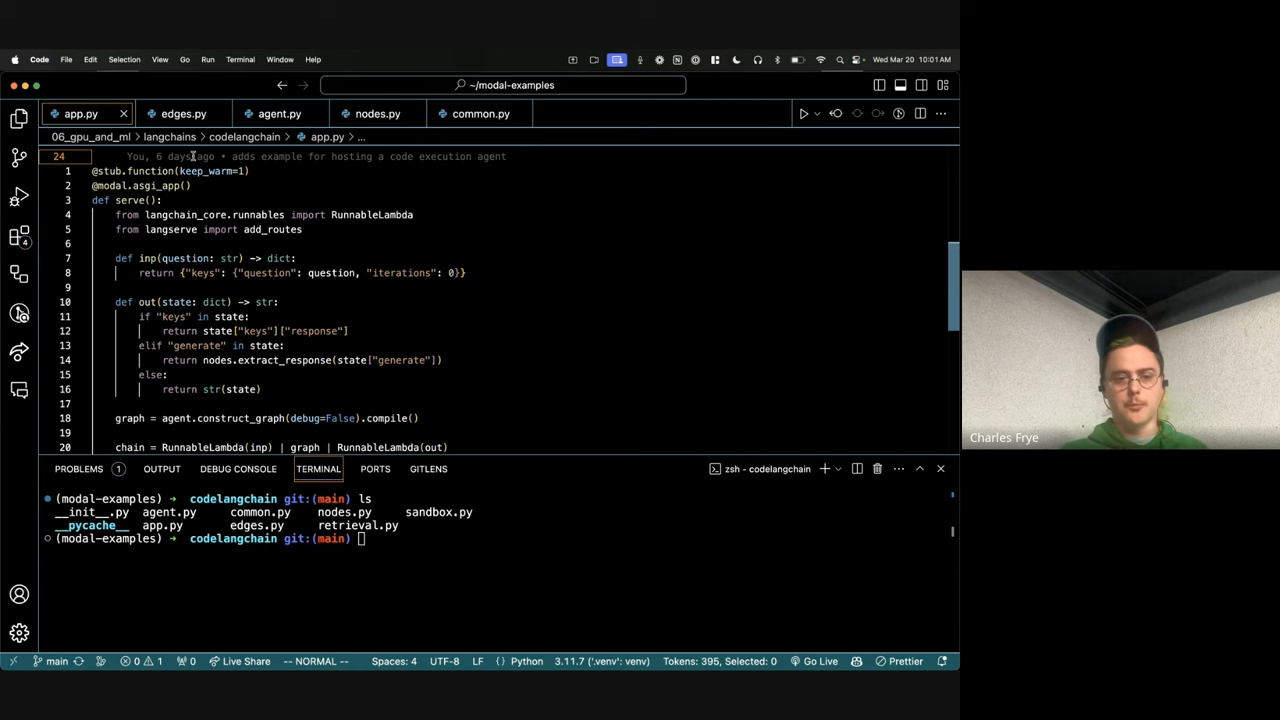 Code File Edit Selection View Go Run Terminal Window Help Wed Mar 20 10:01 AM
~/modal-examples
app.py edges.py agent.py nodes.py common.py
06_gpu_and_ml langchains codelangchain app.py ...
24 You, 6 days ago • adds example for hosting a code execution agent
1 @stub.function(keep_warm=1)
2 @modal.asgi_app()
3 def serve():
4 from langchain_core.runnables import RunnableLambda
5 from langserve import add_routes
6
7 def inp(question: str) -> dict:
8 return {"keys": {"question": question, "iterations": 0}}
9
10 def out(state: dict) -> str:
11 if "keys" in state:
12 return state["keys"]["response"]
13 elif "generate" in state:
14 return nodes.extract_response(state["generate"])
15 else:
16 return str(state)
17
18 graph = agent.construct_graph(debug=False).compile()
19
20 chain = RunnableLambda(inp) | graph | RunnableLambda(out)
4
PROBLEMS 1 OUTPUT DEBUG CONSOLE TERMINAL PORTS GITLENS zsh - codelangchain
(modal-examples) → codelangchain git:(main) ls
__init__.py agent.py common.py nodes.py sandbox.py
__pycache__ app.py edges.py retrieval.py
(modal-examples) → codelangchain git:(main)
main 0 1 0 Live Share -- NORMAL -- Spaces: 4 UTF-8 LF Python 3.11.7 ('.venv': venv) Tokens: 395, Selected: 0 Go Live Prettier
Charles Frye